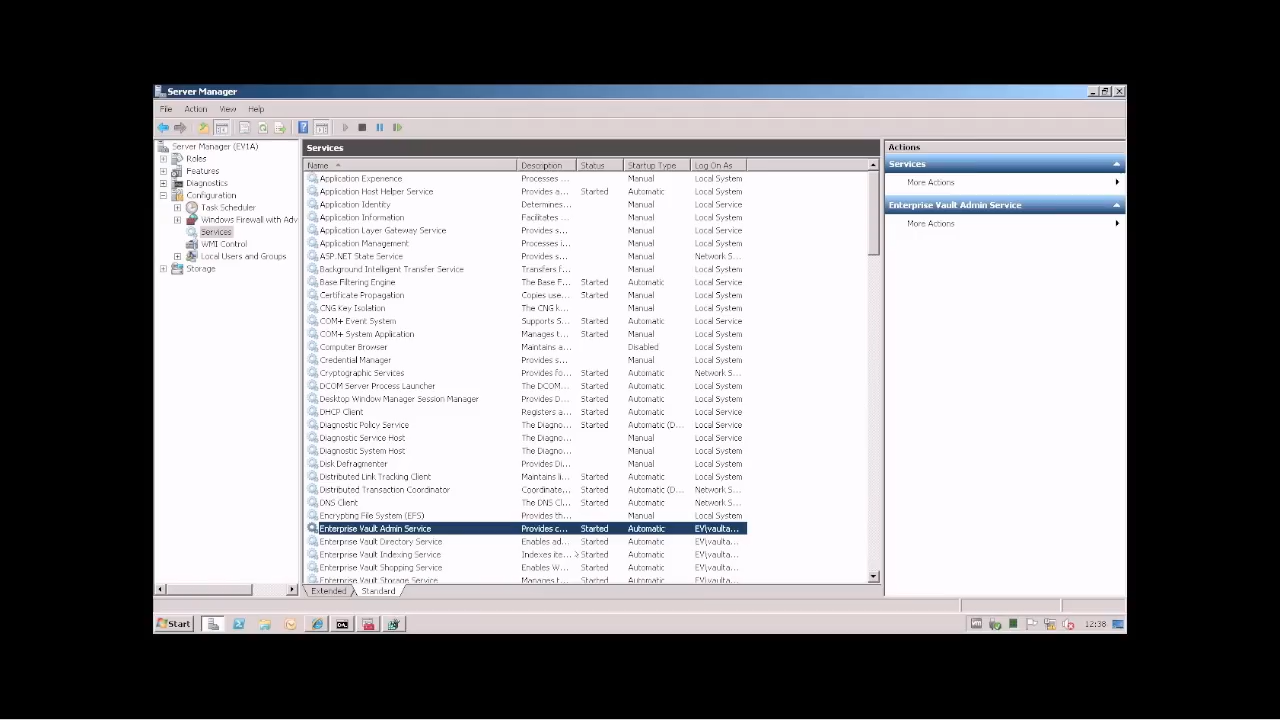 Server Manager
File Action View Help
Server Manager (EV1A)
Roles
Features
Diagnostics
Configuration
Task Scheduler
Windows Firewall with Adv
Services
WMI Control
Local Users and Groups
Storage
Services
Name Description Status Startup Type Log On As
Application Experience Processes ... Manual Local System
Application Host Helper Service Provides a... Started Automatic Local System
Application Identity Determines... Manual Local Service
Application Information Facilitates ... Manual Local System
Application Layer Gateway Service Provides s... Manual Local Service
Application Management Processes i... Manual Local System
ASP.NET State Service Provides s... Manual Network S...
Background Intelligent Transfer Service Transfers f... Manual Local System
Base Filtering Engine The Base F... Started Automatic Local Service
Certificate Propagation Copies use... Started Manual Local System
CNG Key Isolation The CNG k... Manual Local System
COM+ Event System Supports S... Started Automatic Local Service
COM+ System Application Manages t... Started Manual Local System
Computer Browser Maintains a... Disabled Local System
Credential Manager Provides s... Manual Local System
Cryptographic Services Provides fo... Started Automatic Network S...
DCOM Server Process Launcher The DCOM... Started Automatic Local System
Desktop Window Manager Session Manager Provides D... Started Automatic Local System
DHCP Client Registers a... Started Automatic Local Service
Diagnostic Policy Service The Diagno... Started Automatic (D... Local Service
Diagnostic Service Host The Diagno... Manual Local Service
Diagnostic System Host The Diagno... Manual Local System
Disk Defragmenter Provides Di... Manual Local System
Distributed Link Tracking Client Maintains li... Started Automatic Local System
Distributed Transaction Coordinator Coordinate... Started Automatic (D... Network S...
DNS Client The DNS Cl... Started Automatic Network S...
Encrypting File System (EFS) Provides th... Manual Local System
Enterprise Vault Admin Service Provides c... Started Automatic EV\vaulta...
Enterprise Vault Directory Service Enables ad... Started Automatic EV\vaulta...
Enterprise Vault Indexing Service Indexes ite... Started Automatic EV\vaulta...
Enterprise Vault Shopping Service Enables W... Started Automatic EV\vaulta...
Enterprise Vault Storage Service Manages t... Started Automatic EV\vaulta...
Extended Standard
Actions
Services
More Actions
Enterprise Vault Admin Service
More Actions
Start
12:38